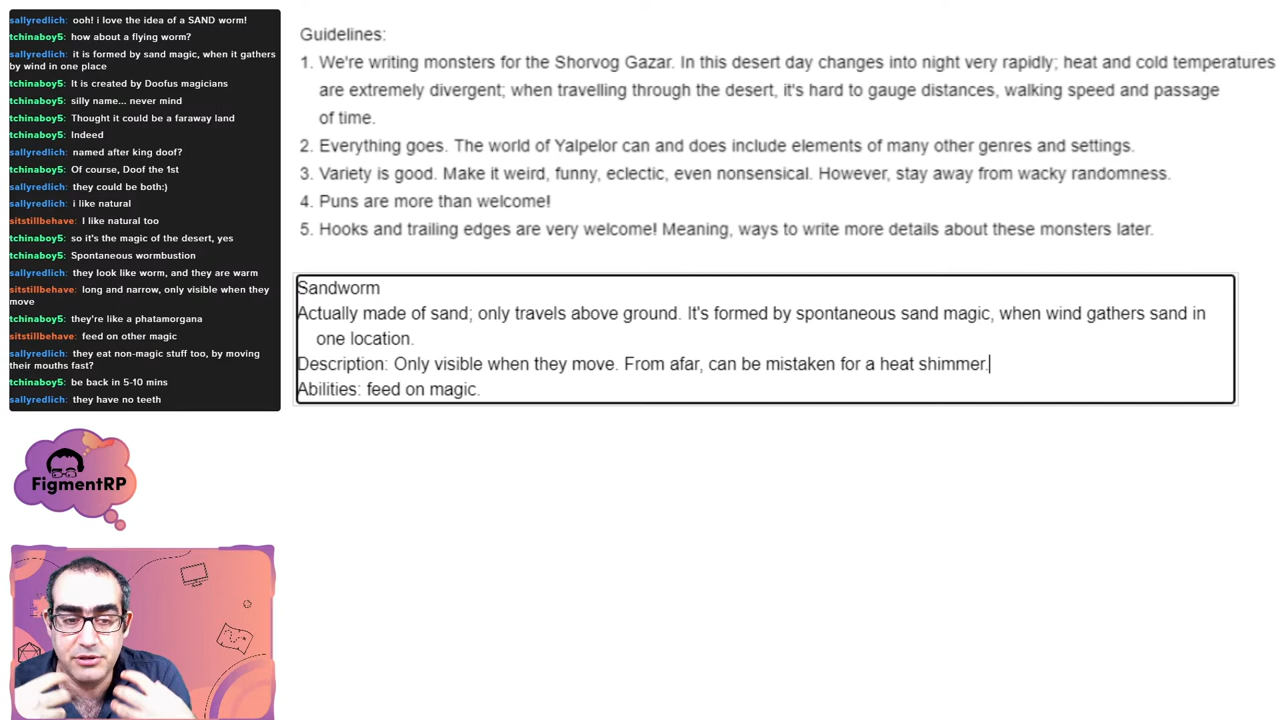 sallyredlich: ooh! i love the idea of a SAND worm!
tchinaboy5: how about a flying worm?
sallyredlich: it is formed by sand magic, when it gathers
by wind in one place
tchinaboy5: It is created by Doofus magicians
tchinaboy5: silly name... never mind
tchinaboy5: Thought it could be a faraway land
tchinaboy5: Indeed
sallyredlich: named after king doof?
tchinaboy5: Of course, Doof the 1st
sallyredlich: they could be both:)
sallyredlich: i like natural
sitstillbehave: I like natural too
tchinaboy5: so it's the magic of the desert, yes
tchinaboy5: Spontaneous wormbustion
sallyredlich: they look like worm, and they are warm
sitstillbehave: long and narrow, only visible when they
move
tchinaboy5: they're like a phatamorgana
sitstillbehave: feed on other magic
sallyredlich: they eat non-magic stuff too, by moving
their mouths fast?
tchinaboy5: be back in 5-10 mins
sallyredlich: they have no teeth
FigmentRP
Guidelines:
1. We're writing monsters for the Shorvog Gazar. In this desert day changes into night very rapidly; heat and cold temperatures
are extremely divergent; when travelling through the desert, it's hard to gauge distances, walking speed and passage
of time.
2. Everything goes. The world of Yalpelor can and does include elements of many other genres and settings.
3. Variety is good. Make it weird, funny, eclectic, even nonsensical. However, stay away from wacky randomness.
4. Puns are more than welcome!
5. Hooks and trailing edges are very welcome! Meaning, ways to write more details about these monsters later.
Sandworm
Actually made of sand; only travels above ground. It's formed by spontaneous sand magic, when wind gathers sand in
one location.
Description: Only visible when they move. From afar, can be mistaken for a heat shimmer.
Abilities: feed on magic.